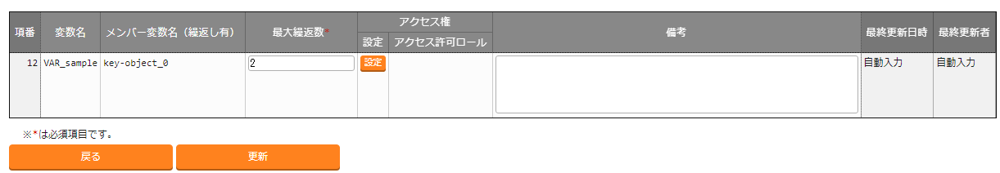 項番 変数名 メンバー変数名（繰返し有） 最大繰返数* アクセス権 備考 最終更新日時 最終更新者
設定 アクセス許可ロール
12 VAR_sample key-object_0 2 設定 自動入力 自動入力
※*は必須項目です。
戻る 更新